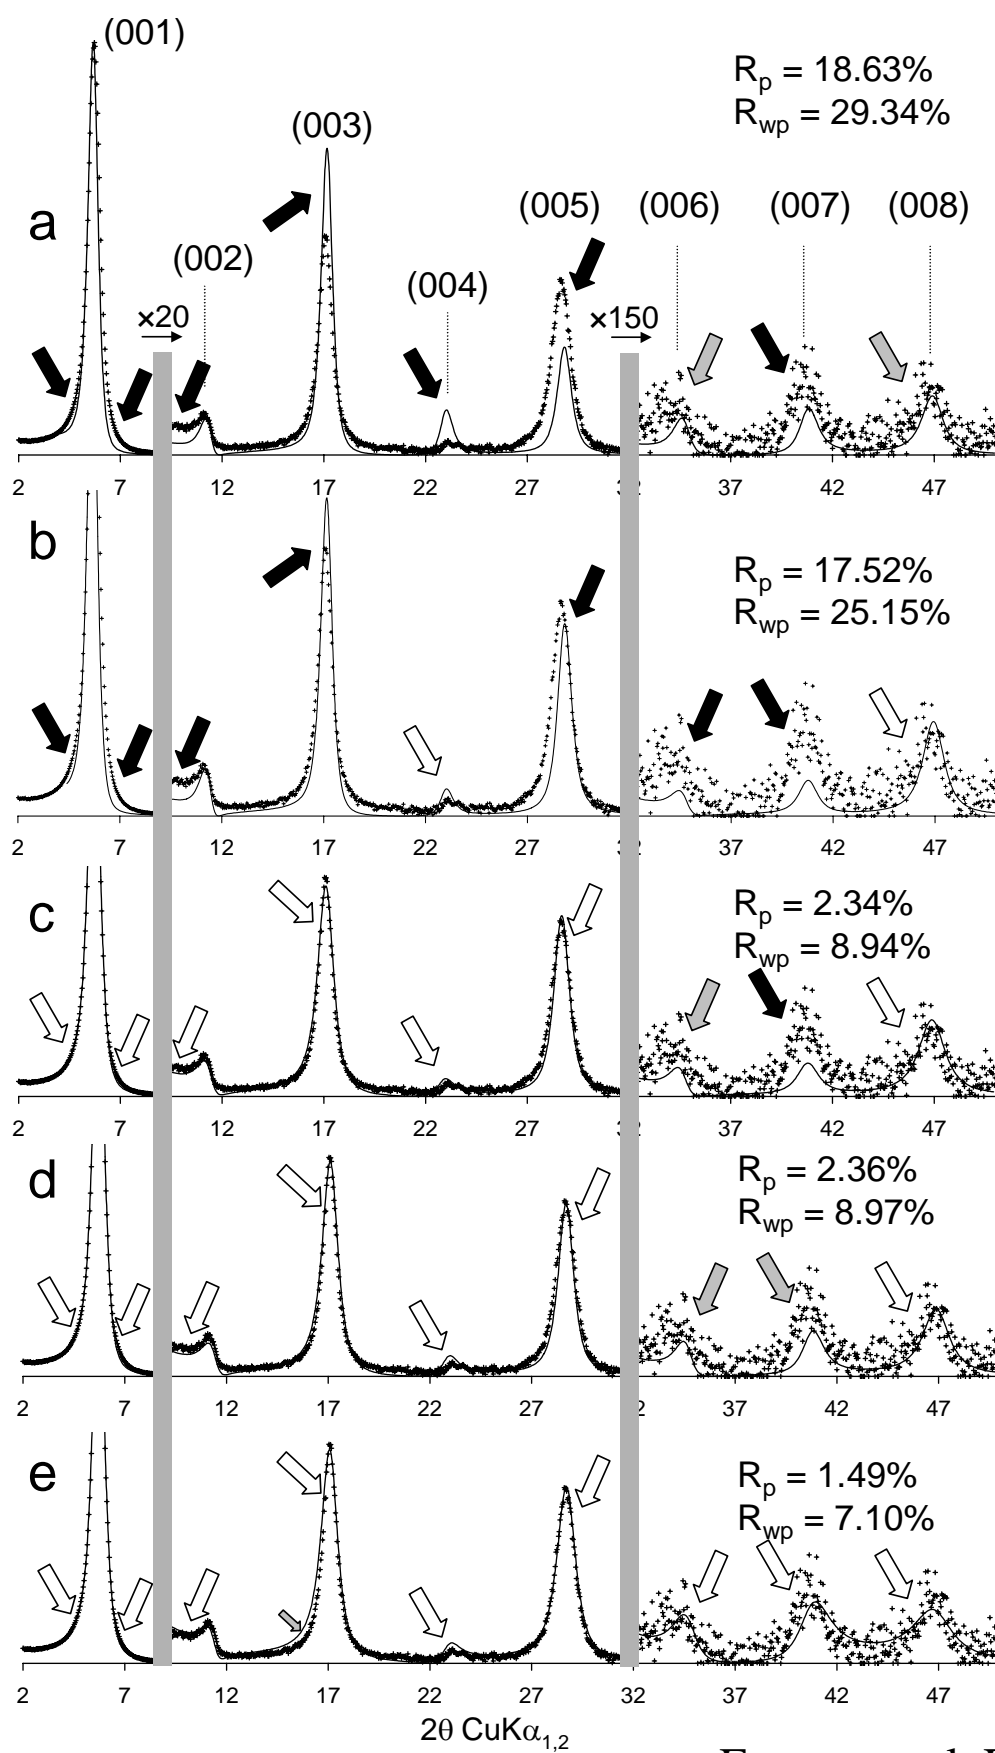 (001)
R_p = 18.63%
R_wp = 29.34%
(003)
a
(005) (006) (007) (008)
(002)
(004)
×20
×150
2 7 12 17 22 27 32 37 42 47
b
R_p = 17.52%
R_wp = 25.15%
2 7 12 17 22 27 32 37 42 47
c
R_p = 2.34%
R_wp = 8.94%
2 7 12 17 22 27 32 37 42 47
d
R_p = 2.36%
R_wp = 8.97%
2 7 12 17 22 27 32 37 42 47
e
R_p = 1.49%
R_wp = 7.10%
2 7 12 17 22 27 32 37 42 47
2θ CuKα1,2